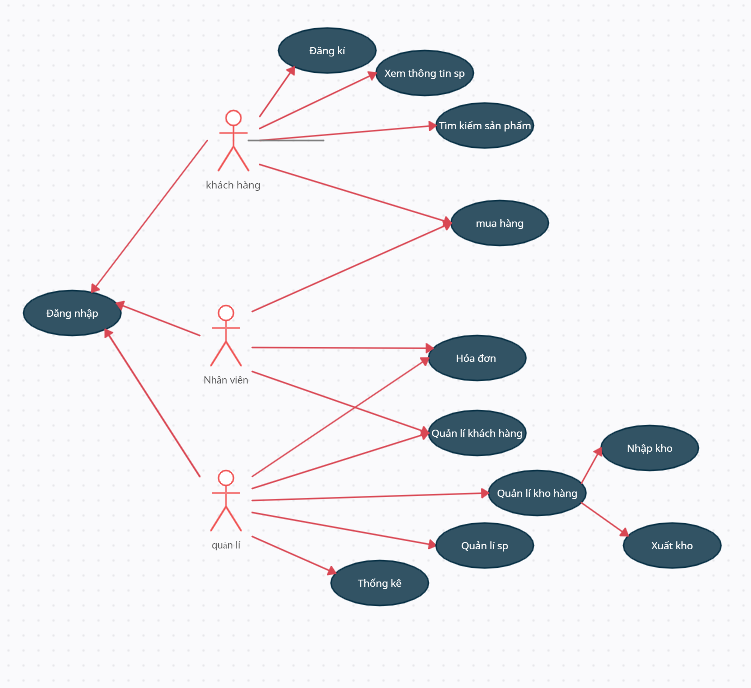 Đăng kí
Xem thông tin sp
Tìm kiếm sản phẩm
khách hàng
mua hàng
Đăng nhập
Nhân viên
Hóa đơn
Quản lí khách hàng
Nhập kho
Quản lí kho hàng
quản lí
Quản lí sp
Xuất kho
Thống kê